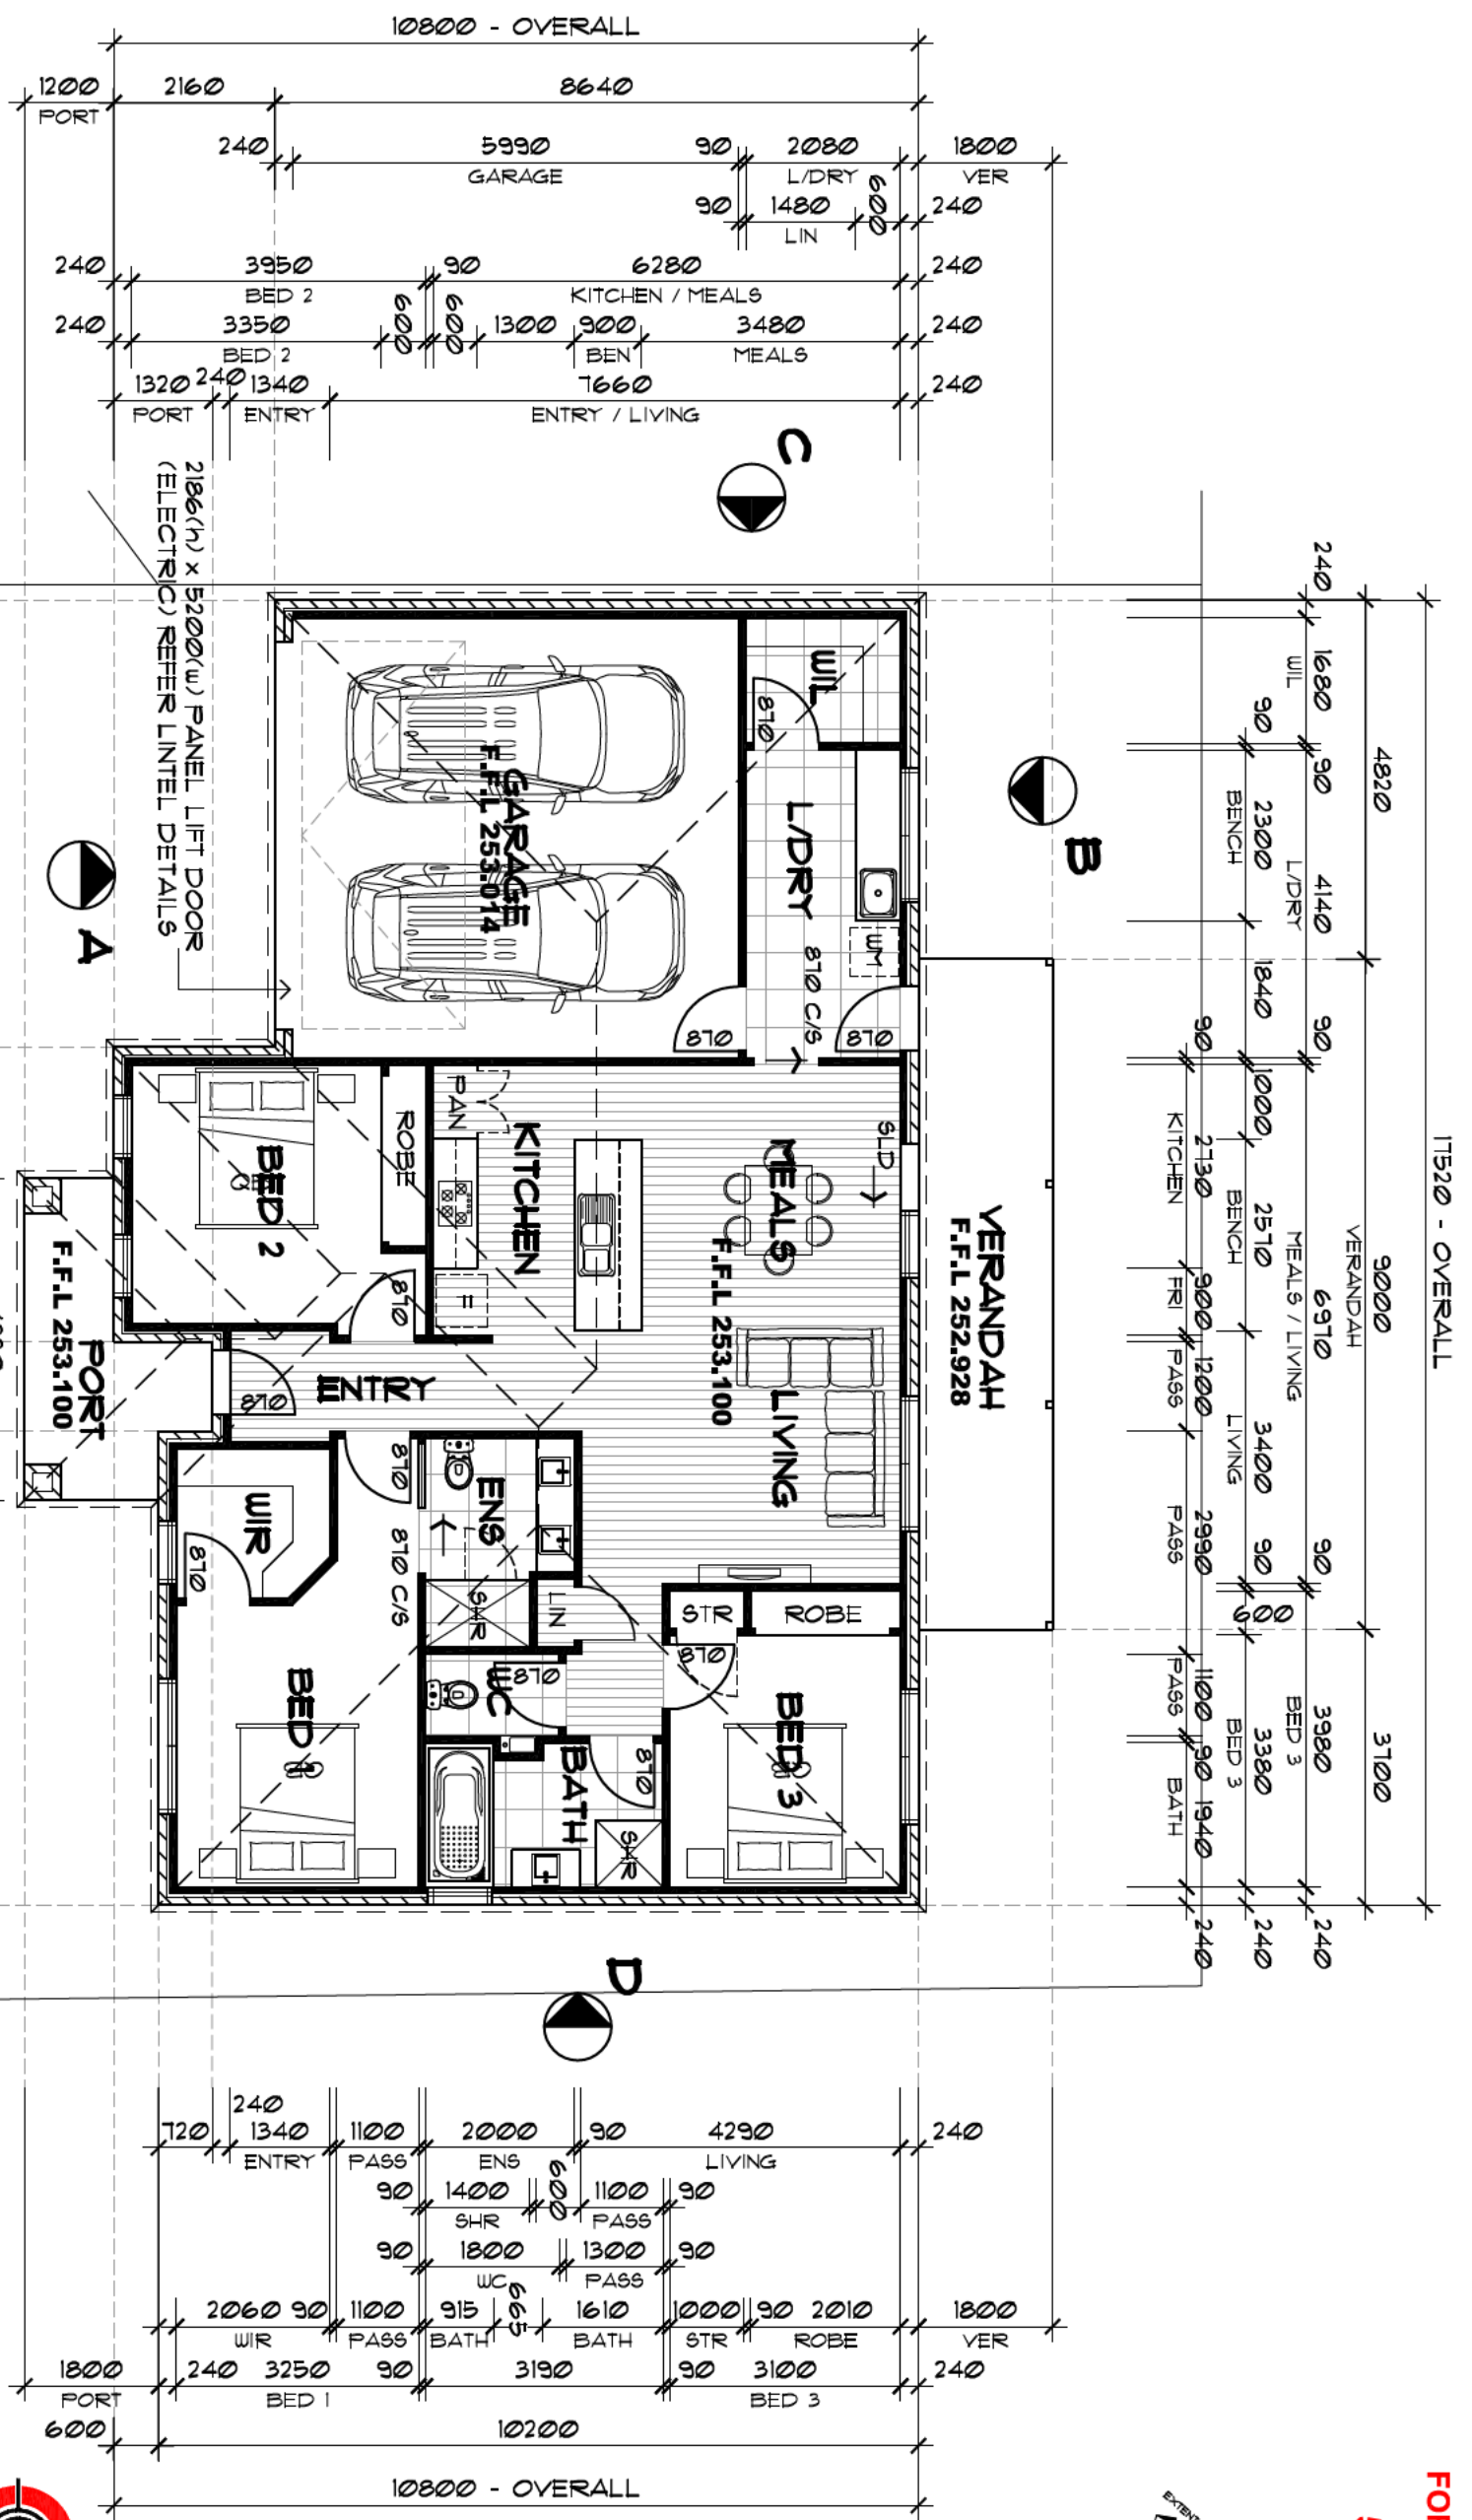 10800 - OVERALL
1200 2160 8640
PORT
240 5990 90 2080 1800
GARAGE L/DRY VER
90 1480 600 240
LIN
240 3950 90 6280 240
BED 2 KITCHEN / MEALS
240 3350 600 600 1300 900 3480 240
BED 2 BEN MEALS
1320 240 1340 7660 240
PORT ENTRY ENTRY / LIVING
17520 - OVERALL
4820 9000 3700
VERANDAH
240 1680 90 4140 90 6970 90 3980 240
WIL L/DRY MEALS / LIVING BED 3
90 2300 1840 1000 2570 3400 90 600 3380 240
BENCH BENCH LIVING BED 3
90 2730 900 1200 2990 1100 90 1940 240
KITCHEN FRI PASS PASS PASS BATH
C
B
A
D
2186(h) x 5200(w) PANEL LIFT DOOR
(ELECTRIC) REFER LINTEL DETAILS
WIL
870
L/DRY
WM
870 C/S
870
870
GARAGE
F.F.L 253.014
VERANDAH
F.F.L 252.928
SLD
MEALS
F.F.L 253.100
LIVING
PAN
KITCHEN
F
ROBE
BED 2
QB
870
PORT
F.F.L 253.100
870
ENTRY
870
ENS
870 C/S
SHR
LIN
WIR
870
STR
ROBE
870
BED 3
QB
WC
870
BATH
870
SHR
BED 1
QB
240
720 1340 1100 2000 90 4290 240
ENTRY PASS ENS LIVING
90 1400 600 1100 90
SHR PASS
90 1800 1300 90
WC PASS
2060 90 1100 915 665 1610 1000 90 2010 1800
WIR PASS BATH BATH STR ROBE VER
1800 240 3250 90 3190 90 3100 240
PORT BED 1 BED 3
600 10200
10800 - OVERALL